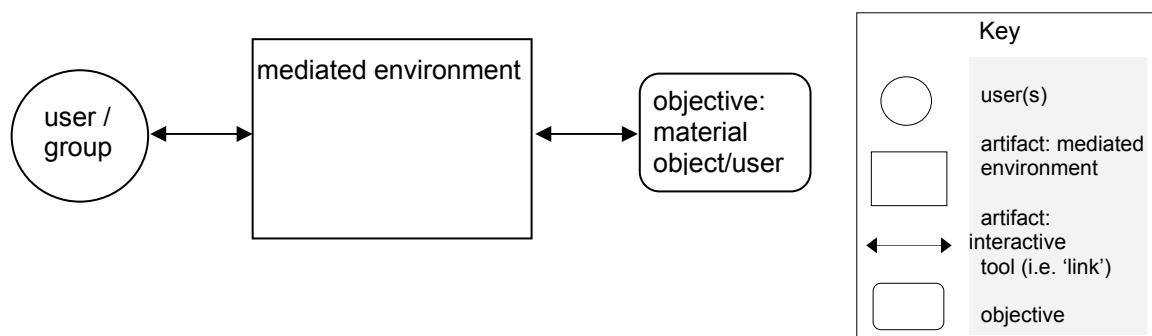 user /
group
mediated environment
objective:
material
object/user
Key
user(s)
artifact: mediated
environment
artifact:
interactive
tool (i.e. ‘link’)
objective